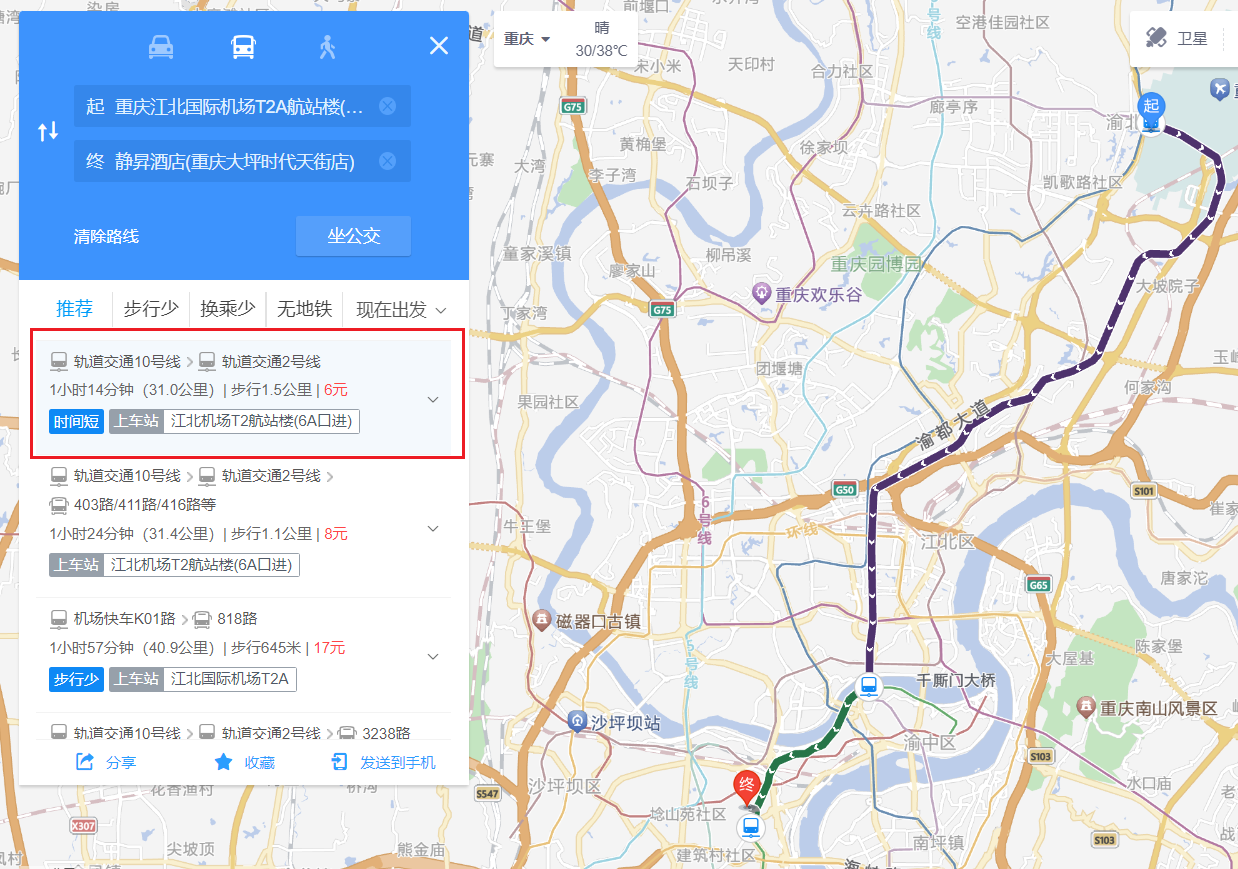 起 重庆江北国际机场T2A航站楼(...
终 静昇酒店(重庆大坪时代天街店)
清除路线
坐公交
推荐
步行少
换乘少
无地铁
现在出发
轨道交通10号线 > 轨道交通2号线
1小时14分钟（31.0公里）| 步行1.5公里 | 6元
时间短 上车站 江北机场T2航站楼(6A口进)
轨道交通10号线 > 轨道交通2号线 >
403路/411路/416路等
1小时24分钟（31.4公里）| 步行1.1公里 | 8元
上车站 江北机场T2航站楼(6A口进)
机场快车K01路 > 818路
1小时57分钟（40.9公里）| 步行645米 | 17元
步行少 上车站 江北国际机场T2A
轨道交通10号线 > 轨道交通2号线 > 3238路
分享
收藏
发送到手机
重庆
晴
30/38℃
卫星
道
宋小米
天印村
合力社区
空港佳园社区
5号线
G75
廊亭序
起
渝北
黄桷堡
徐家坝
大湾
李子湾
石坝子
凯歌路社区
云卉路社区
童家溪镇
柳吊溪
廖家山
重庆园博园
大坡院子
重庆欢乐谷
丁家湾
G75
团堡塘
何家沟
果园社区
渝都大道
G50
S101
6号线
牛王堡
环线
江北区
G65
唐家沱
磁器口古镇
5号线
陈家堡
大屋基
千厮门大桥
重庆南山风景区
沙坪坝站
渝中区
S103
终
沙坪坝区
S547
水口庙
埝山苑社区
花香渔村
X307
尖坡顶
熊金庙
建筑村社区
南坪镇
S103